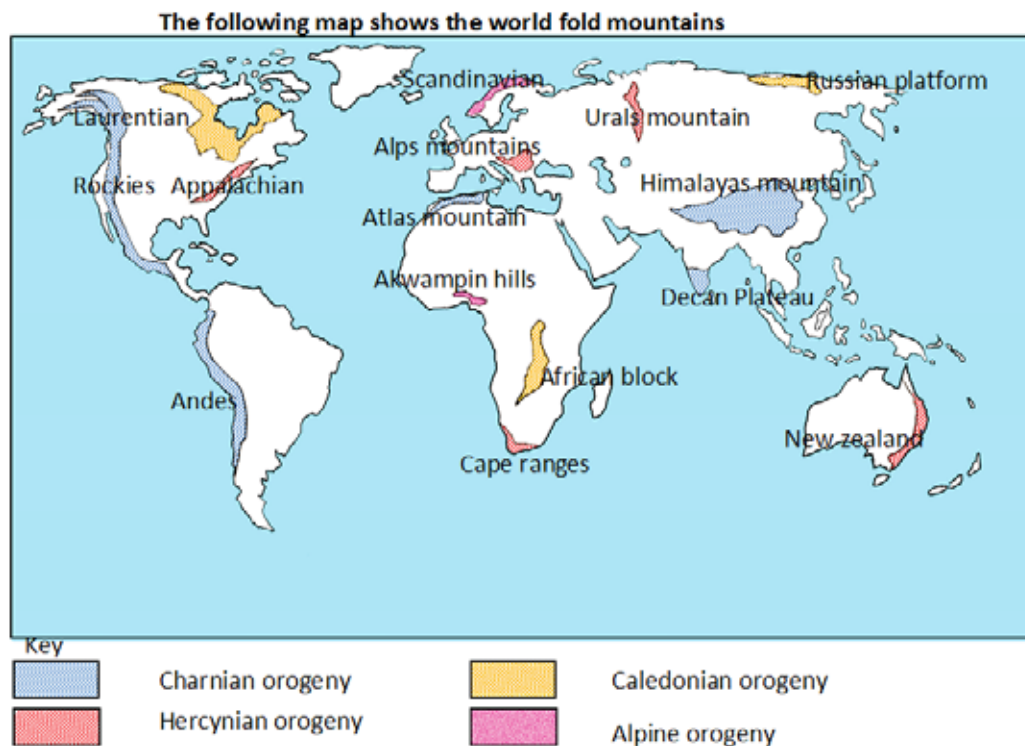 The following map shows the world fold mountains
Scandinavian
Russian platform
Laurentian
Urals mountain
Alps mountains
Rockies
Appalachian
Himalayas mountain
Atlas mountain
Akwampin hills
Decan Plateau
African block
Andes
New zealand
Cape ranges
Key
Charnian orogeny
Caledonian orogeny
Hercynian orogeny
Alpine orogeny